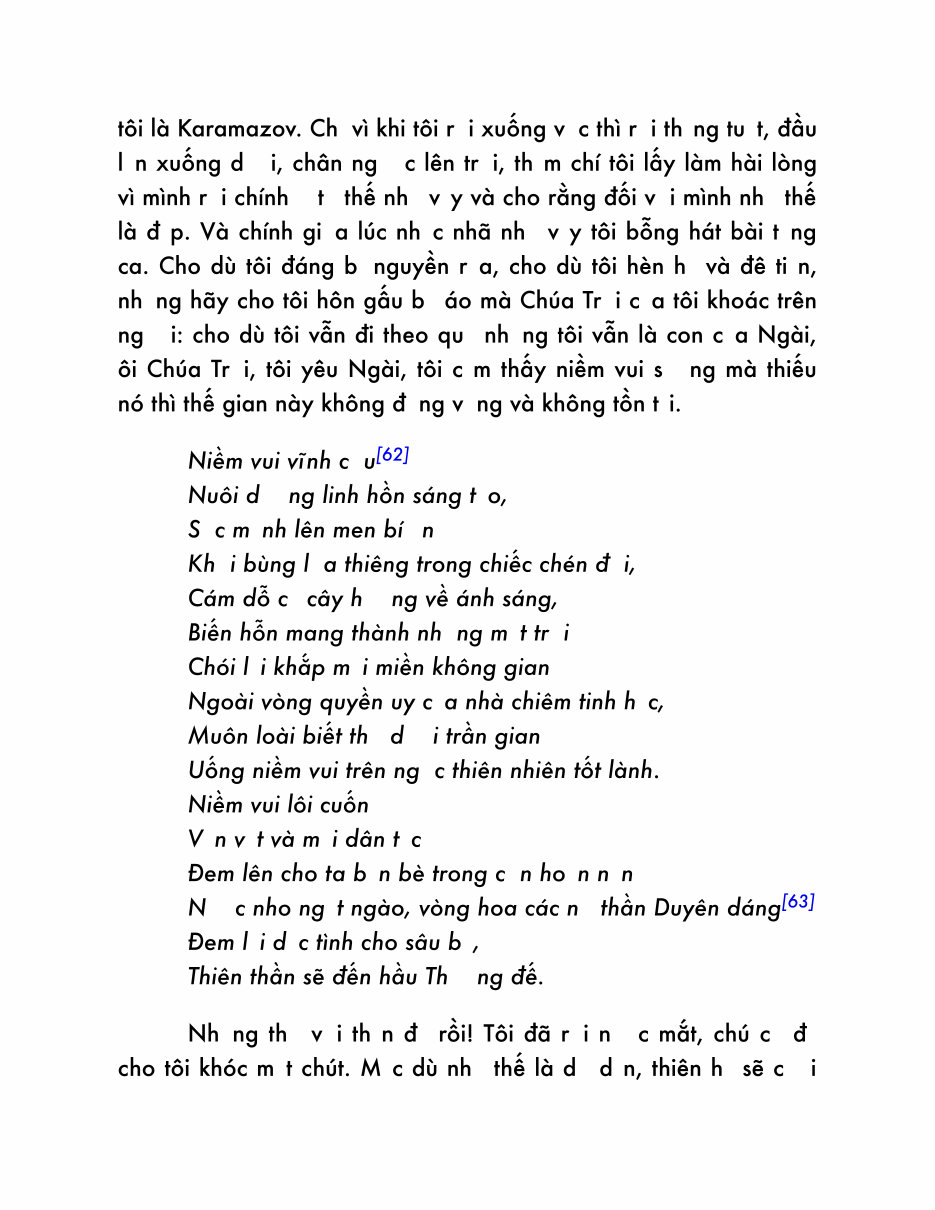 tôi là Karamazov. Ch vì khi tôi r i xuống v c thì r i th ng tu t, đầu
l n xuống d i, chân ng c lên tr i, th m chí tôi lấy làm hài lòng
vì mình r i chính t thế nh v y và cho rằng đối v i mình nh thế
là đ p. Và chính gi a lúc nh c nhã nh v y tôi bỗng hát bài t ng
ca. Cho dù tôi đáng b nguyền r a, cho dù tôi hèn h và đê ti n,
nh ng hãy cho tôi hôn gấu b áo mà Chúa Tr i c a tôi khoác trên
ng i: cho dù tôi vẫn đi theo qu nh ng tôi vẫn là con c a Ngài,
ôi Chúa Tr i, tôi yêu Ngài, tôi c m thấy niềm vui s ng mà thiếu
nó thì thế gian này không đ ng v ng và không tồn t i.
Niềm vui vĩnh c u[62]
Nuôi d ng linh hồn sáng t o,
S c m nh lên men bí n
Kh i bùng l a thiêng trong chiếc chén đ i,
Cám dỗ c cây h ng về ánh sáng,
Biến hỗn mang thành nh ng m t tr i
Chói l i khắp m i miền không gian
Ngoài vòng quyền uy c a nhà chiêm tinh h c,
Muôn loài biết th d i trần gian
Uống niềm vui trên ng c thiên nhiên tốt lành.
Niềm vui lôi cuốn
V n v t và m i dân t c
Đem lên cho ta b n bè trong c n ho n n n
N c nho ng t ngào, vòng hoa các n thần Duyên dáng[63]
Đem l i d c tình cho sâu b ,
Thiên thần sẽ đến hầu Th ng đế.
Nh ng th v i th n đ rồi! Tôi đã r i n c mắt, chú c đ
cho tôi khóc m t chút. M c dù nh thế là d d n, thiên h sẽ c i